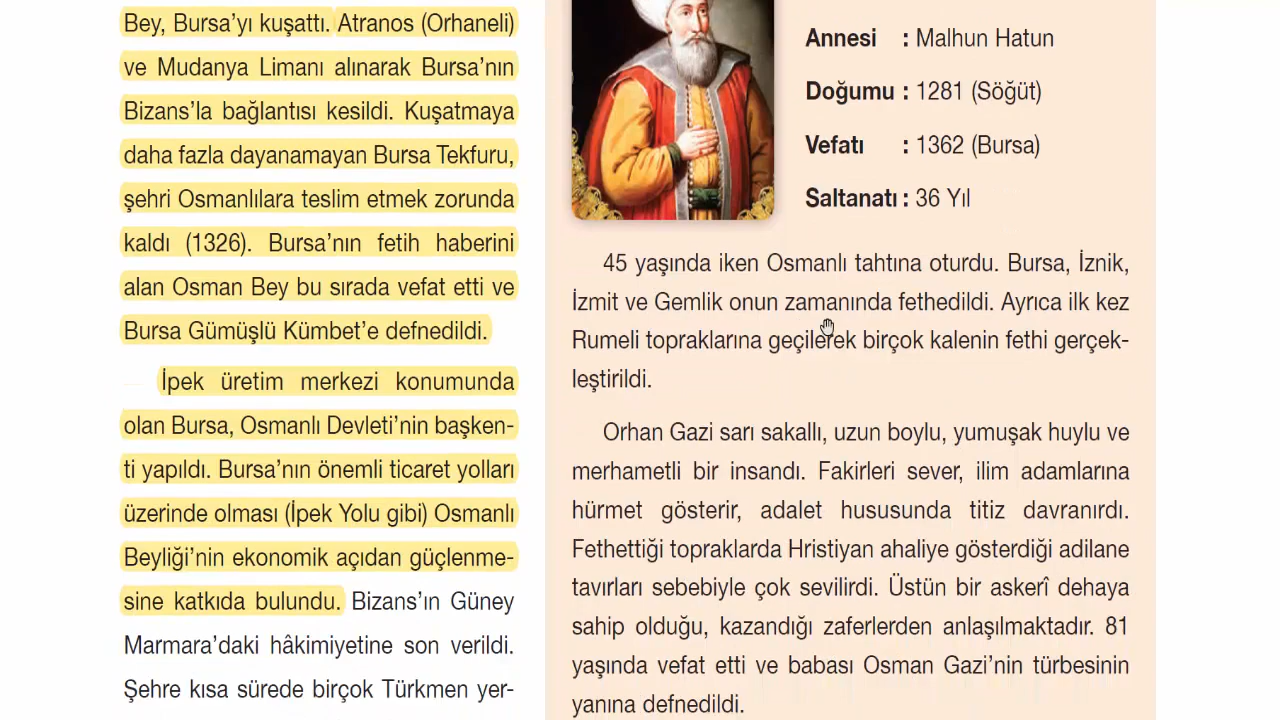 Bey, Bursa’yı kuşattı. Atranos (Orhaneli)
ve Mudanya Limanı alınarak Bursa’nın
Bizans’la bağlantısı kesildi. Kuşatmaya
daha fazla dayanamayan Bursa Tekfuru,
şehri Osmanlılara teslim etmek zorunda
kaldı (1326). Bursa’nın fetih haberini
alan Osman Bey bu sırada vefat etti ve
Bursa Gümüşlü Kümbet’e defnedildi.
İpek üretim merkezi konumunda
olan Bursa, Osmanlı Devleti’nin başken-
ti yapıldı. Bursa’nın önemli ticaret yolları
üzerinde olması (İpek Yolu gibi) Osmanlı
Beyliği’nin ekonomik açıdan güçlenme-
sine katkıda bulundu. Bizans’ın Güney
Marmara’daki hâkimiyetine son verildi.
Şehre kısa sürede birçok Türkmen yer-
Annesi : Malhun Hatun
Doğumu : 1281 (Söğüt)
Vefatı : 1362 (Bursa)
Saltanatı : 36 Yıl
45 yaşında iken Osmanlı tahtına oturdu. Bursa, İznik,
İzmit ve Gemlik onun zamanında fethedildi. Ayrıca ilk kez
Rumeli topraklarına geçilerek birçok kalenin fethi gerçek-
leştirildi.
Orhan Gazi sarı sakallı, uzun boylu, yumuşak huylu ve
merhametli bir insandı. Fakirleri sever, ilim adamlarına
hürmet gösterir, adalet hususunda titiz davranırdı.
Fethettiği topraklarda Hristiyan ahaliye gösterdiği adilane
tavırları sebebiyle çok sevilirdi. Üstün bir askerî dehaya
sahip olduğu, kazandığı zaferlerden anlaşılmaktadır. 81
yaşında vefat etti ve babası Osman Gazi’nin türbesinin
yanına defnedildi.